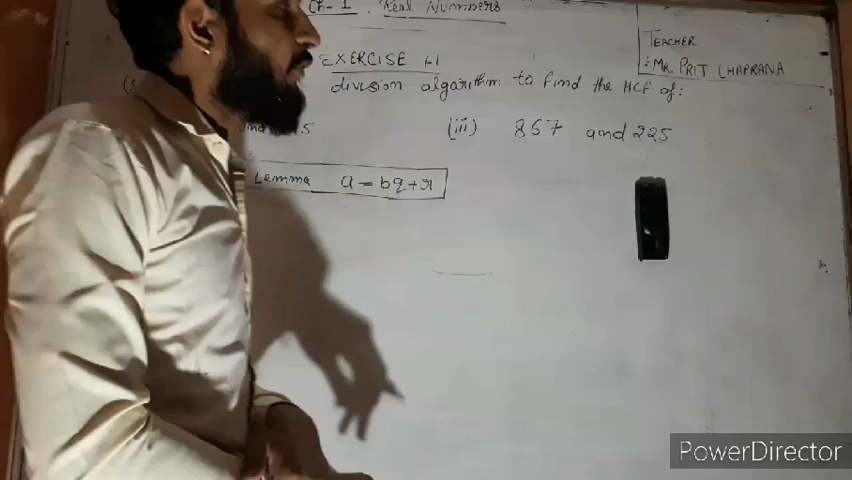 Ch-1 Real Numbers
TEACHER
:- MR. PRIT CHAPRANA
EXERCISE 1.1
division algorithm to find the HCF of:
(iii) 867 and 225
Lemma a = bq + r
PowerDirector